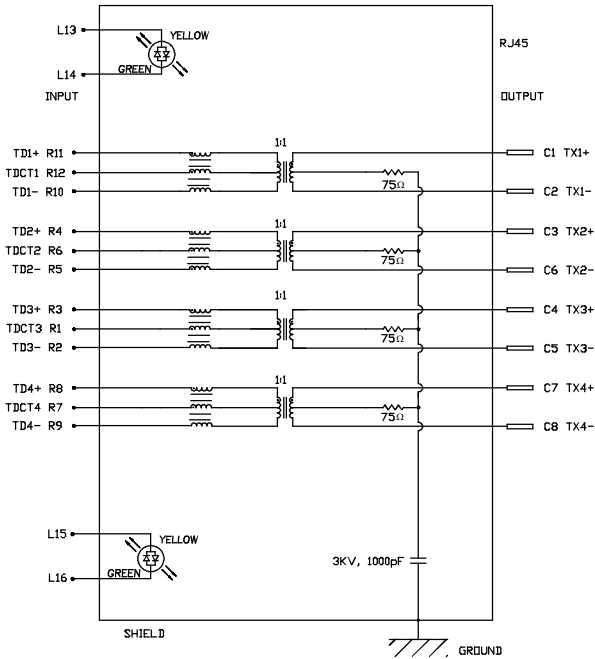 L13
YELLOW
RJ45
L14
GREEN
INPUT
OUTPUT
1:1
TD1+ R11
C1 TX1+
TDCT1 R12
75Ω
TD1- R10
C2 TX1-
1:1
TD2+ R4
C3 TX2+
TDCT2 R6
75Ω
TD2- R5
C6 TX2-
1:1
TD3+ R3
C4 TX3+
TDCT3 R1
75Ω
TD3- R2
C5 TX3-
1:1
TD4+ R8
C7 TX4+
TDCT4 R7
75Ω
TD4- R9
C8 TX4-
L15
YELLOW
3KV, 1000pF
L16
GREEN
SHIELD
GROUND